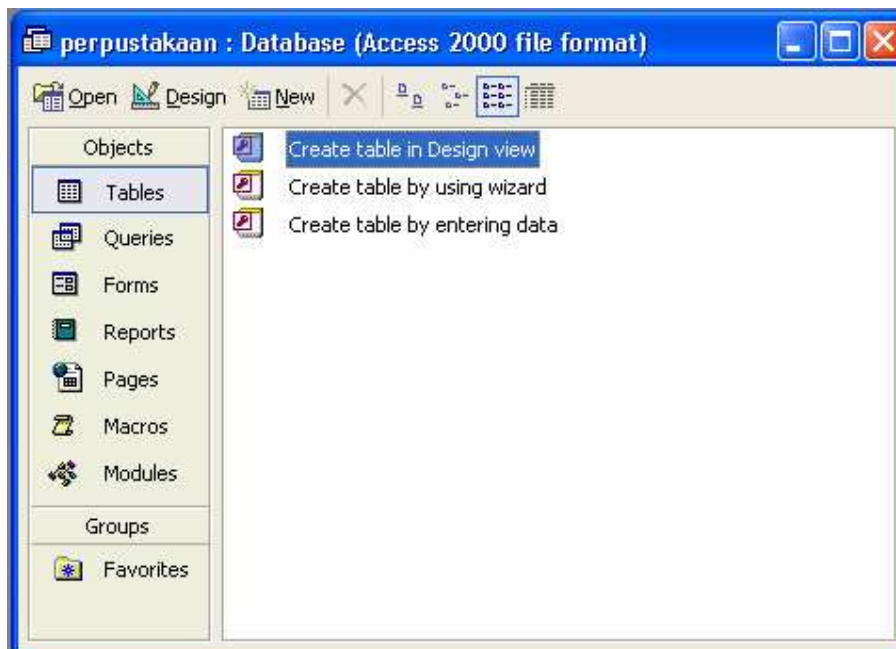 perpustakaan : Database (Access 2000 file format)
Open Design New
Objects
Tables
Queries
Forms
Reports
Pages
Macros
Modules
Groups
Favorites
Create table in Design view
Create table by using wizard
Create table by entering data